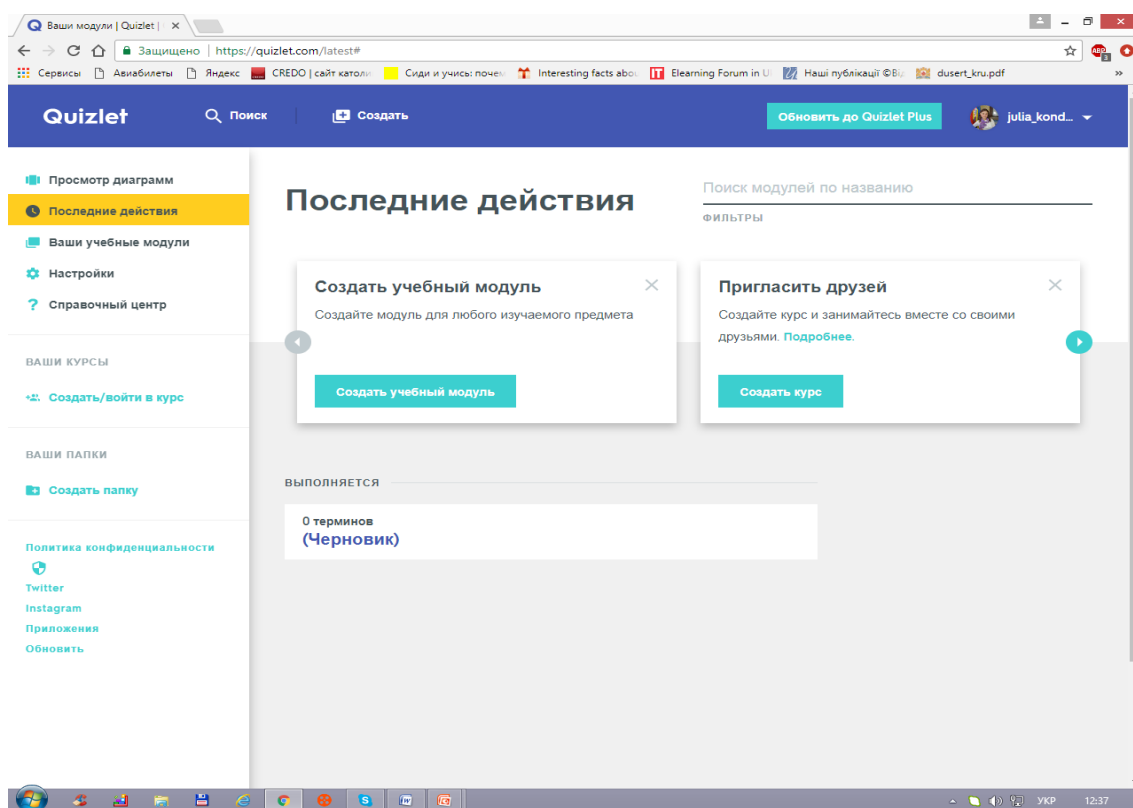 Ваши модули | Quizlet |
Защищено | https://quizlet.com/latest#
ABP
3
Сервисы Авиабилеты Яндекс CREDO | сайт католи Сиди и учись: почем Interesting facts abou Elearning Forum in U Наші публікації ©Ві dusert_kru.pdf »
Quizlet Поиск Создать Обновить до Quizlet Plus julia_kond...
Просмотр диаграмм
Последние действия
Ваши учебные модули
Настройки
Справочный центр
ВАШИ КУРСЫ
Создать/войти в курс
ВАШИ ПАПКИ
Создать папку
Политика конфиденциальности
Twitter
Instagram
Приложения
Обновить
Последние действия
Поиск модулей по названию
ФИЛЬТРЫ
Создать учебный модуль
Создайте модуль для любого изучаемого предмета
Создать учебный модуль
Пригласить друзей
Создайте курс и занимайтесь вместе со своими
друзьями. Подробнее.
Создать курс
ВЫПОЛНЯЕТСЯ
0 терминов
(Черновик)
УКР 12:37